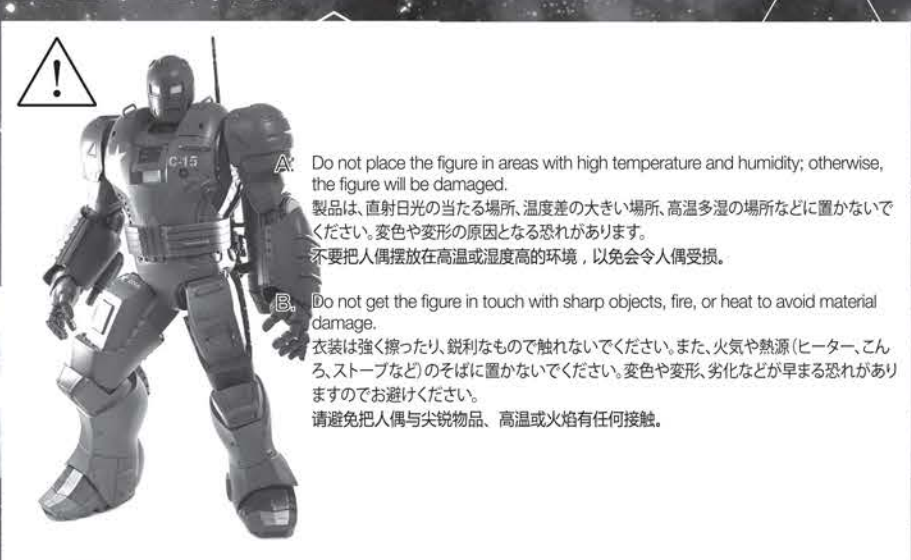 C-15
A. Do not place the figure in areas with high temperature and humidity; otherwise,
the figure will be damaged.
製品は、直射日光の当たる場所、温度差の大きい場所、高温多湿の場所などに置かないで
ください。変色や変形の原因となる恐れがあります。
不要把人偶摆放在高温或湿度高的环境，以免会令人偶受损。
B. Do not get the figure in touch with sharp objects, fire, or heat to avoid material
damage.
衣装は強く擦ったり、鋭利なもので触れないでください。また、火気や熱源（ヒーター、こん
ろ、ストーブなど）のそばに置かないでください。変色や変形、劣化などが早まる恐れがあり
ますのでお避けください。
请避免把人偶与尖锐物品、高温或火焰有任何接触。